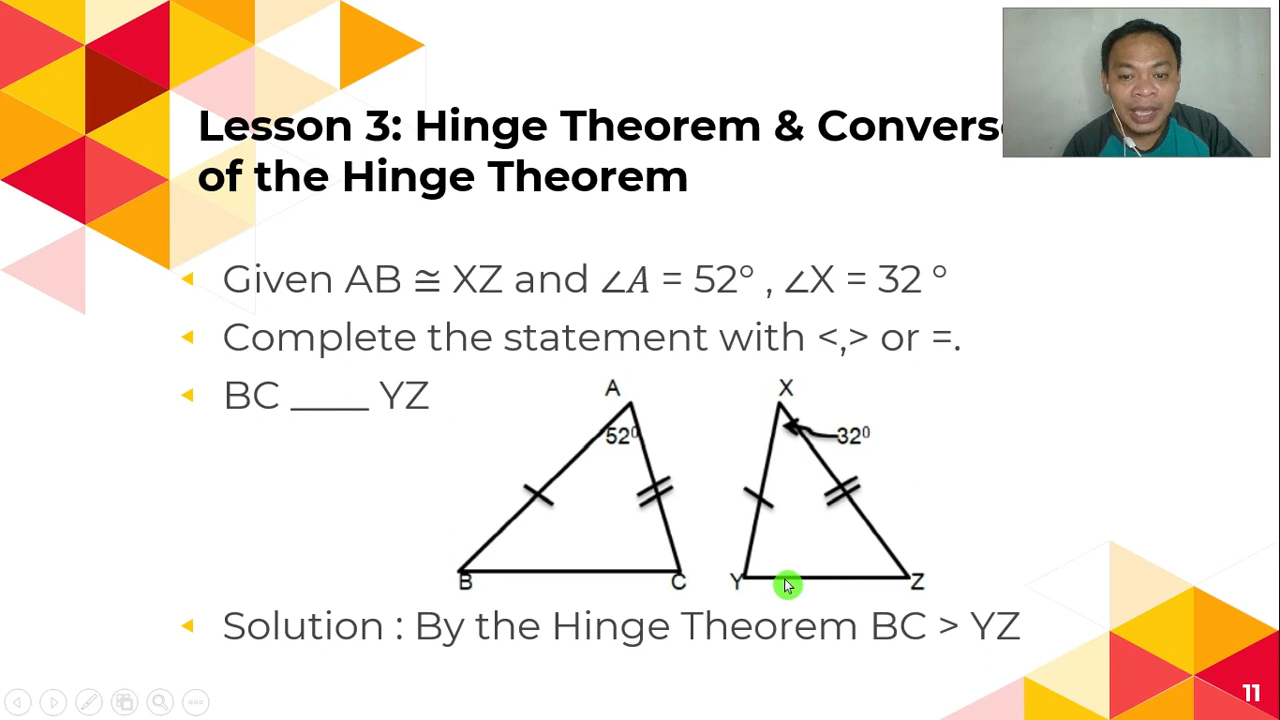 Lesson 3: Hinge Theorem & Convers
of the Hinge Theorem
Given AB ≅ XZ and ∠A = 52° , ∠X = 32 °
Complete the statement with <,> or =.
BC ____ YZ
A
X
52⁰
32⁰
B
C
Y
Z
Solution : By the Hinge Theorem BC > YZ
11